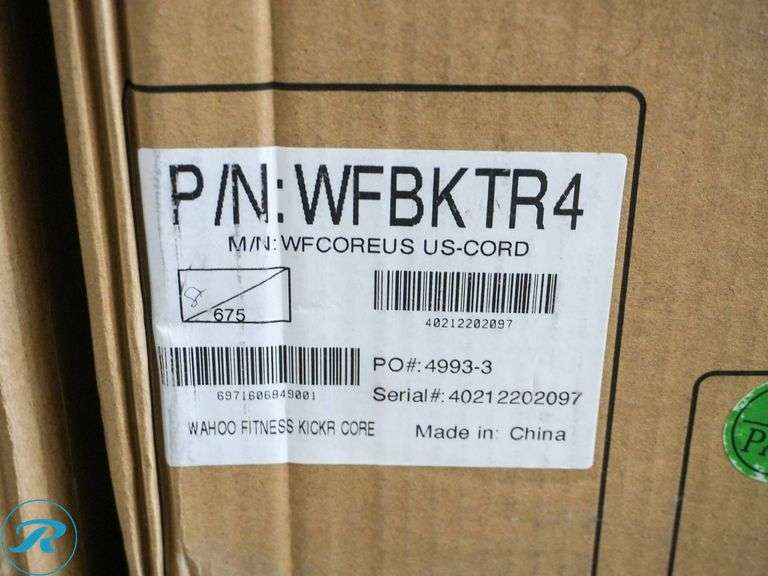 P/N: WFBKTR4
M/N: WFCOREUS US-CORD
8
675
40212202097
6971606849001
PO#: 4993-3
Serial#: 40212202097
WAHOO FITNESS KICKR CORE
Made in: China
R